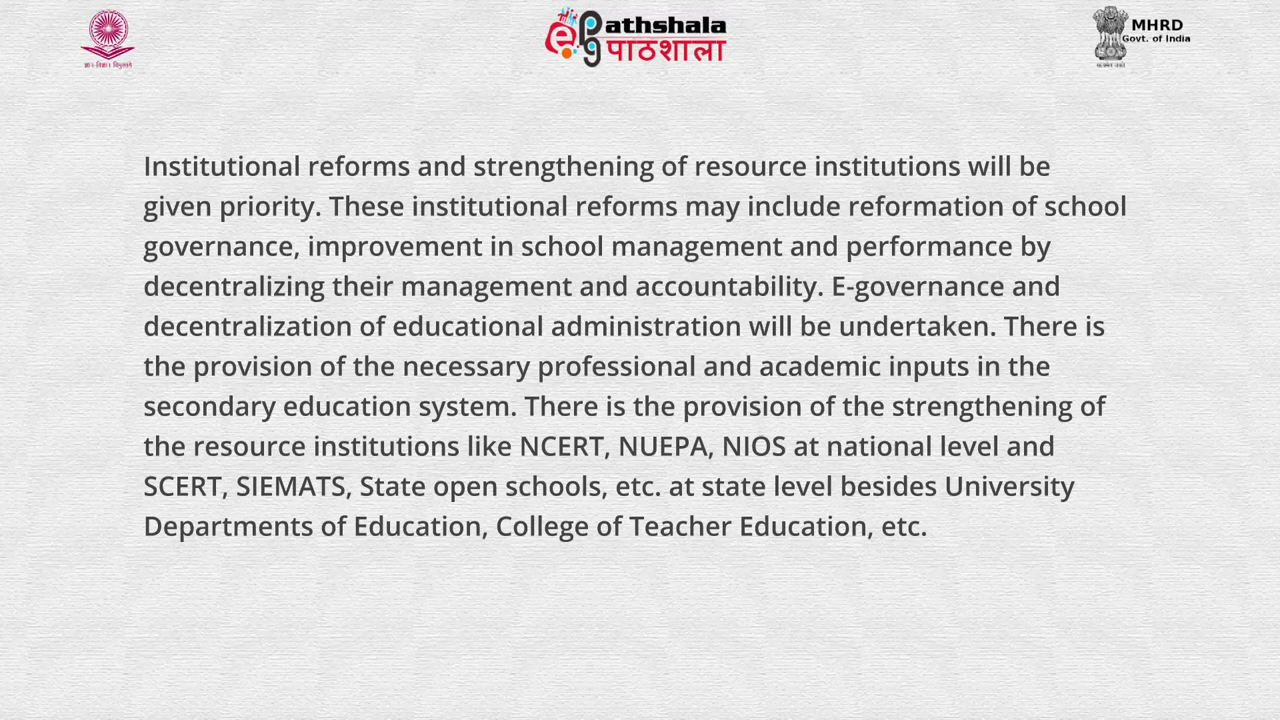 athshala
पाठशाला
MHRD
Govt. of India
Institutional reforms and strengthening of resource institutions will be
given priority. These institutional reforms may include reformation of school
governance, improvement in school management and performance by
decentralizing their management and accountability. E-governance and
decentralization of educational administration will be undertaken. There is
the provision of the necessary professional and academic inputs in the
secondary education system. There is the provision of the strengthening of
the resource institutions like NCERT, NUEPA, NIOS at national level and
SCERT, SIEMATS, State open schools, etc. at state level besides University
Departments of Education, College of Teacher Education, etc.